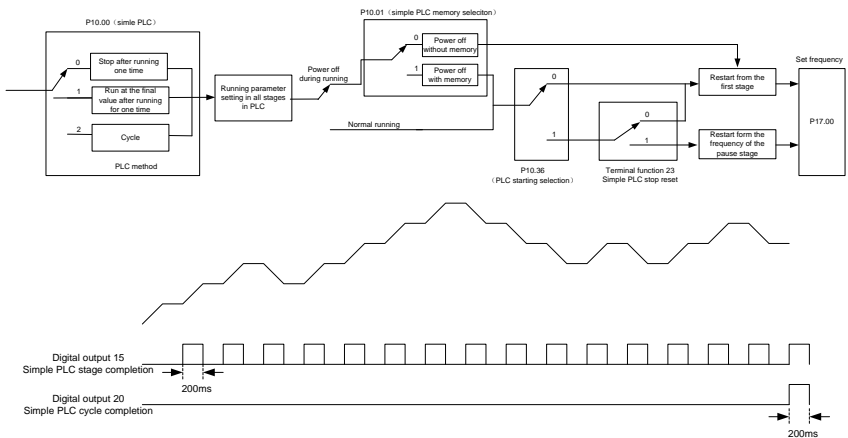 P10.00（simle PLC）
0
Stop after running
one time
1
Run at the final
value after running
for one time
2
Cycle
PLC method
Running parameter
setting in all stages
in PLC
Power off
during running
Normal running
P10.01（simple PLC memory seleciton）
0
Power off
without memory
1
Power off
with memory
0
1
P10.36
（PLC starting selection）
0
1
Terminal function 23
Simple PLC stop reset
Restart from the
first stage
Restart form the
frequency of the
pause stage
Set frequency
P17.00
Digital output 15
Simple PLC stage completion
200ms
Digital output 20
Simple PLC cycle completion
200ms